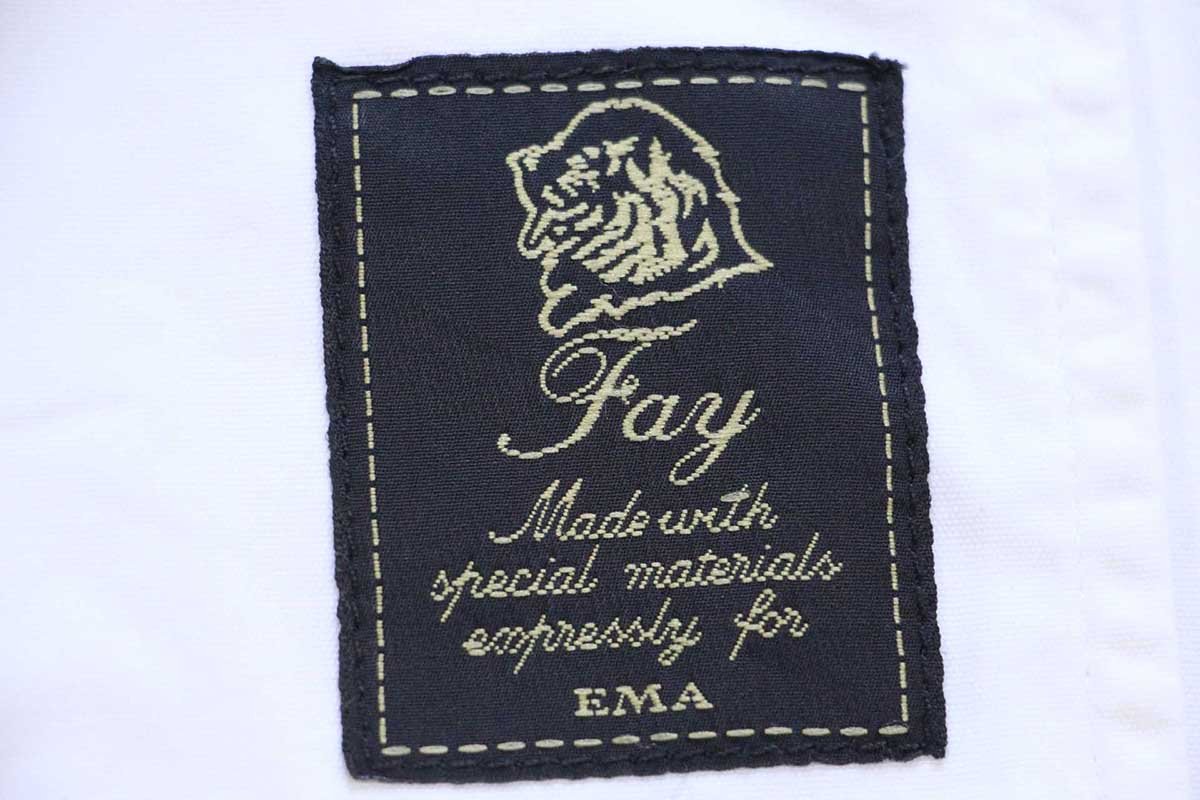 Fay
Made with
special materials
expressly for
EMA